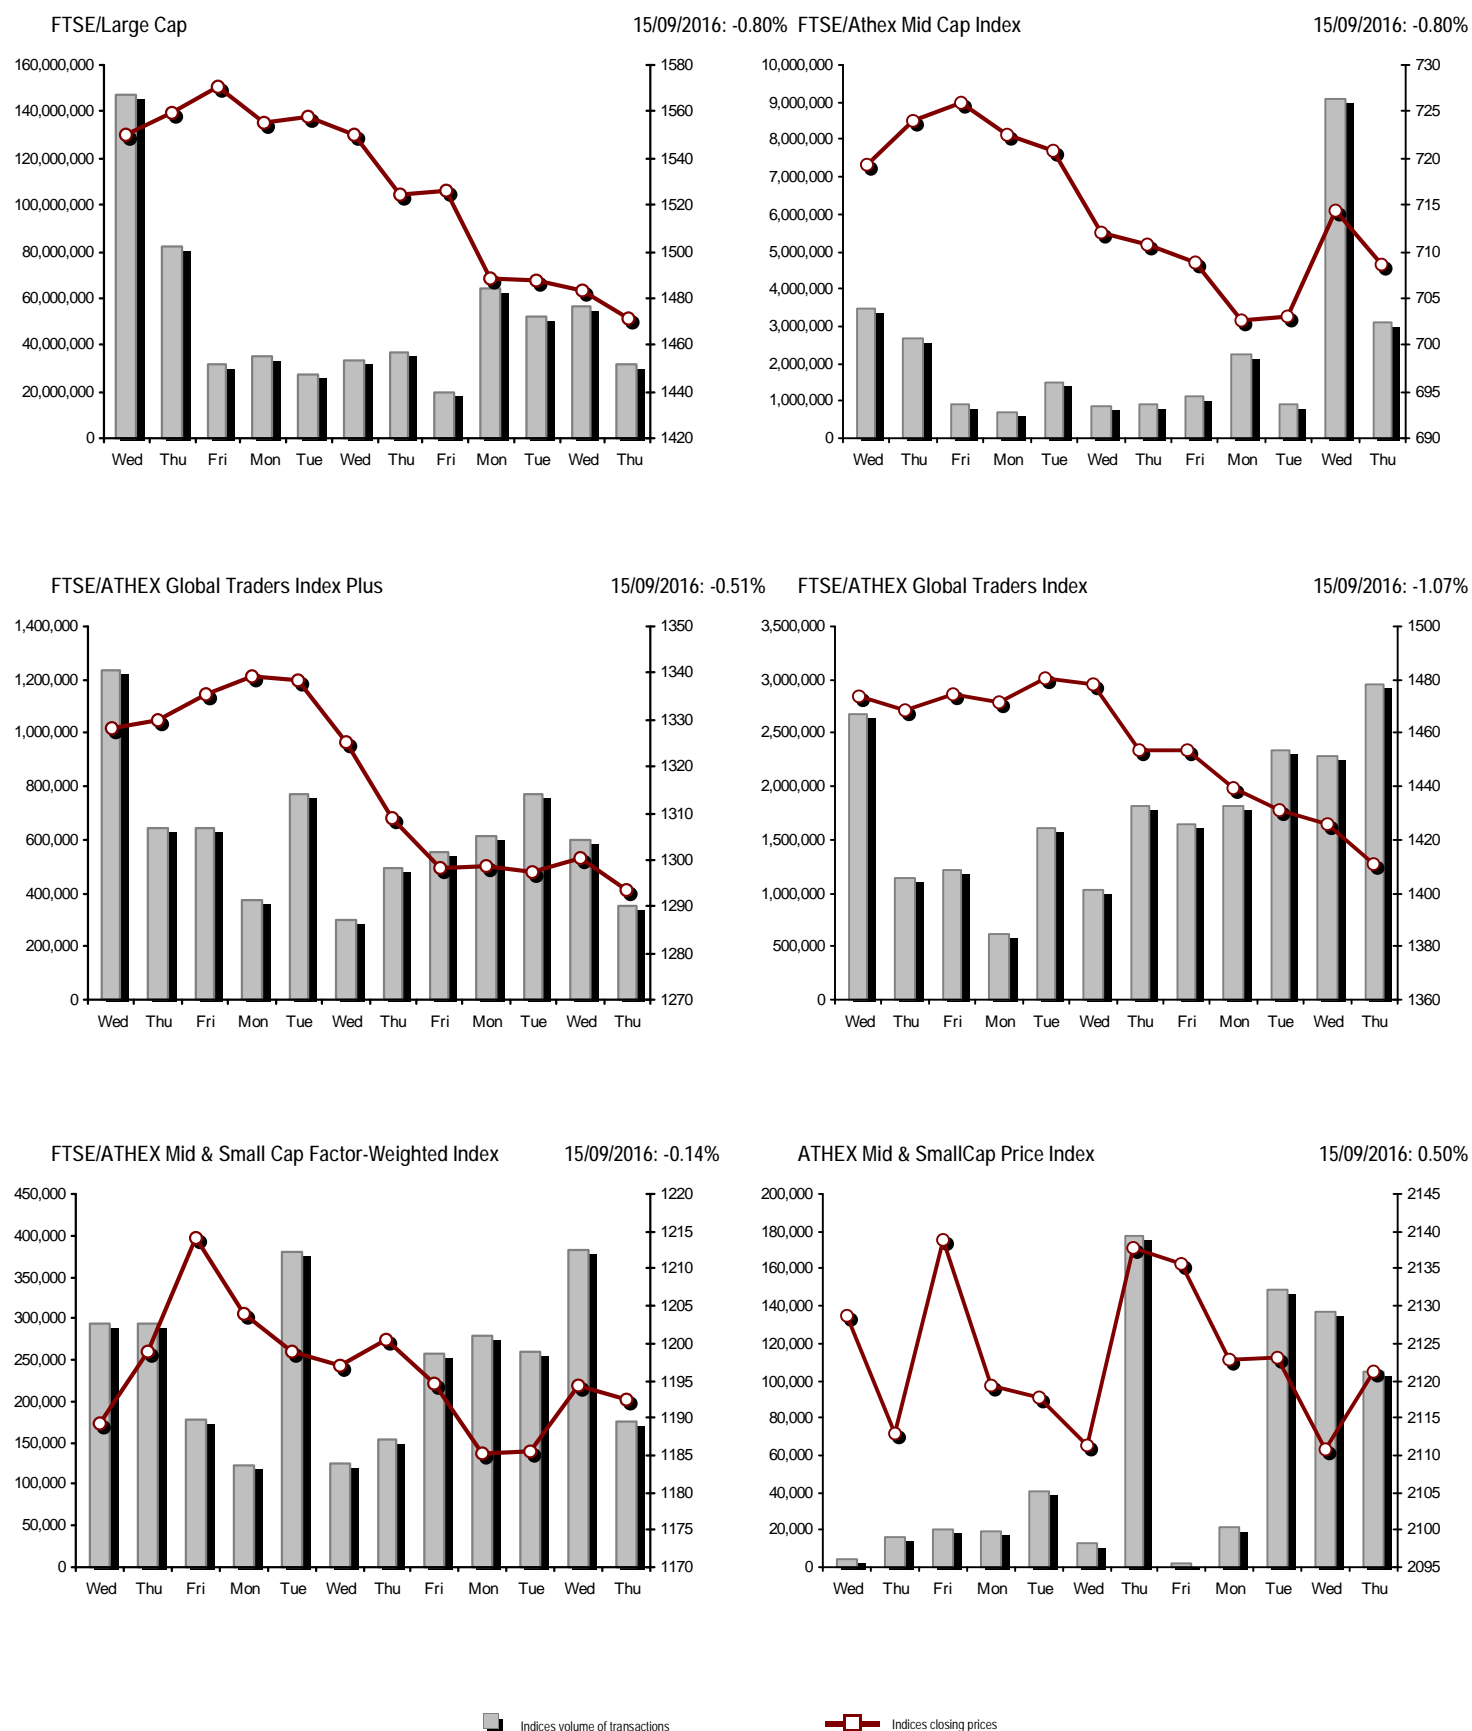 FTSE/Large Cap 15/09/2016: -0.80% FTSE/Athex Mid Cap Index 15/09/2016: -0.80%
160,000,000 1580 10,000,000 730
140,000,000 1560 9,000,000 725
120,000,000 1540 8,000,000 720
100,000,000 1520 7,000,000 715
80,000,000 1500 6,000,000 710
60,000,000 1480 5,000,000 705
40,000,000 1460 4,000,000 700
20,000,000 1440 3,000,000 695
0 1420 2,000,000 690
1,000,000
0
Wed Thu Fri Mon Tue Wed Thu Fri Mon Tue Wed Thu Wed Thu Fri Mon Tue Wed Thu Fri Mon Tue Wed Thu
FTSE/ATHEX Global Traders Index Plus 15/09/2016: -0.51% FTSE/ATHEX Global Traders Index 15/09/2016: -1.07%
1,400,000 1350 3,500,000 1500
1,200,000 1340 3,000,000 1480
1,000,000 1330 2,500,000 1460
800,000 1320 2,000,000 1440
600,000 1310 1,500,000 1420
400,000 1300 1,000,000 1400
200,000 1290 500,000 1380
0 1280 0 1360
1270
Wed Thu Fri Mon Tue Wed Thu Fri Mon Tue Wed Thu Wed Thu Fri Mon Tue Wed Thu Fri Mon Tue Wed Thu
FTSE/ATHEX Mid & Small Cap Factor-Weighted Index 15/09/2016: -0.14% ATHEX Mid & SmallCap Price Index 15/09/2016: 0.50%
450,000 1220 200,000 2145
400,000 1215 180,000 2140
350,000 1210 160,000 2135
300,000 1205 140,000 2130
250,000 1200 120,000 2125
200,000 1195 100,000 2120
150,000 1190 80,000 2115
100,000 1185 60,000 2110
50,000 1180 40,000 2105
0 1175 20,000 2100
1170 0 2095
Wed Thu Fri Mon Tue Wed Thu Fri Mon Tue Wed Thu Wed Thu Fri Mon Tue Wed Thu Fri Mon Tue Wed Thu
Indices volume of transactions Indices closing prices